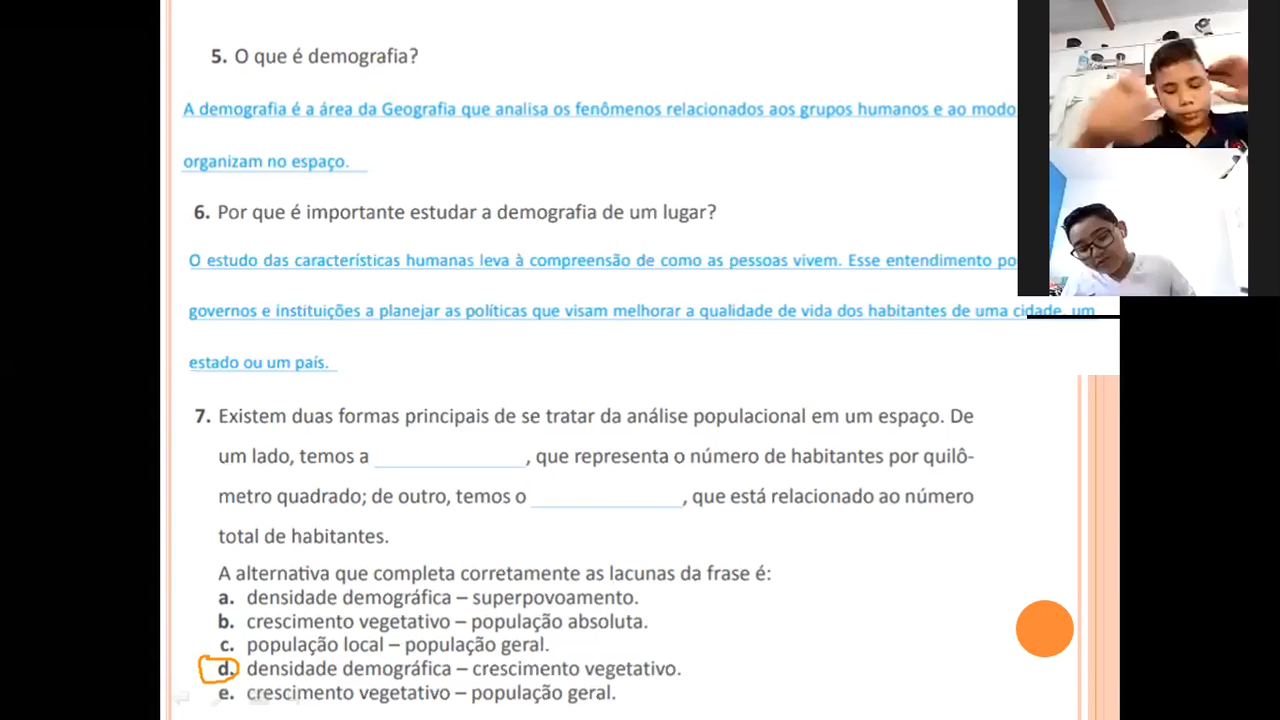 5. O que é demografia?
A demografia é a área da Geografia que analisa os fenômenos relacionados aos grupos humanos e ao modo
organizam no espaço.
6. Por que é importante estudar a demografia de um lugar?
O estudo das características humanas leva à compreensão de como as pessoas vivem. Esse entendimento po
governos e instituições a planejar as políticas que visam melhorar a qualidade de vida dos habitantes de uma cidade, um
estado ou um país.
7. Existem duas formas principais de se tratar da análise populacional em um espaço. De
um lado, temos a ______________, que representa o número de habitantes por quilô-
metro quadrado; de outro, temos o ______________, que está relacionado ao número
total de habitantes.
A alternativa que completa corretamente as lacunas da frase é:
a. densidade demográfica – superpovoamento.
b. crescimento vegetativo – população absoluta.
c. população local – população geral.
d. densidade demográfica – crescimento vegetativo.
e. crescimento vegetativo – população geral.